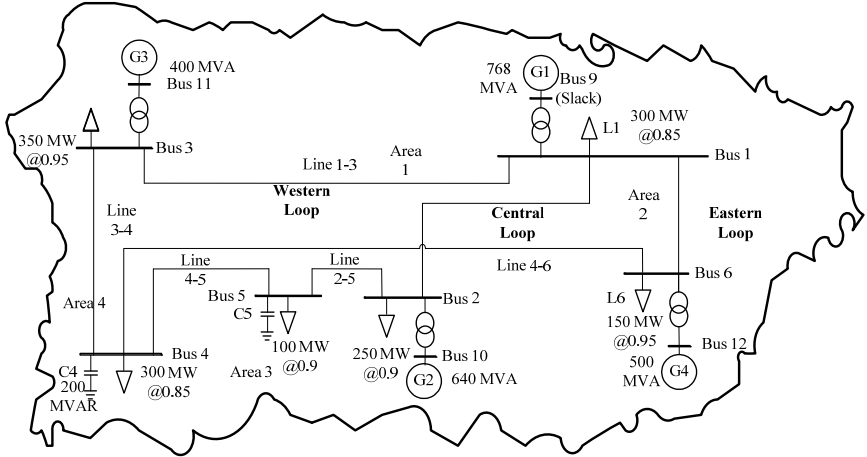 G3
400 MVA
Bus 11
350 MW
@0.95
Bus 3
768
MVA
G1
Bus 9
(Slack)
L1
300 MW
@0.85
Bus 1
Line 1-3
Area
1
Western
Loop
Line
3-4
Central
Loop
Area
2
Eastern
Loop
Line
4-5
Line
2-5
Line 4-6
Bus 6
Bus 5
C5
Bus 2
L6
150 MW
@0.95
Bus 12
500
MVA
G4
Area 4
Bus 4
C4
200
MVAR
300 MW
@0.85
Area 3
100 MW
@0.9
250 MW
@0.9
Bus 10
G2
640 MVA